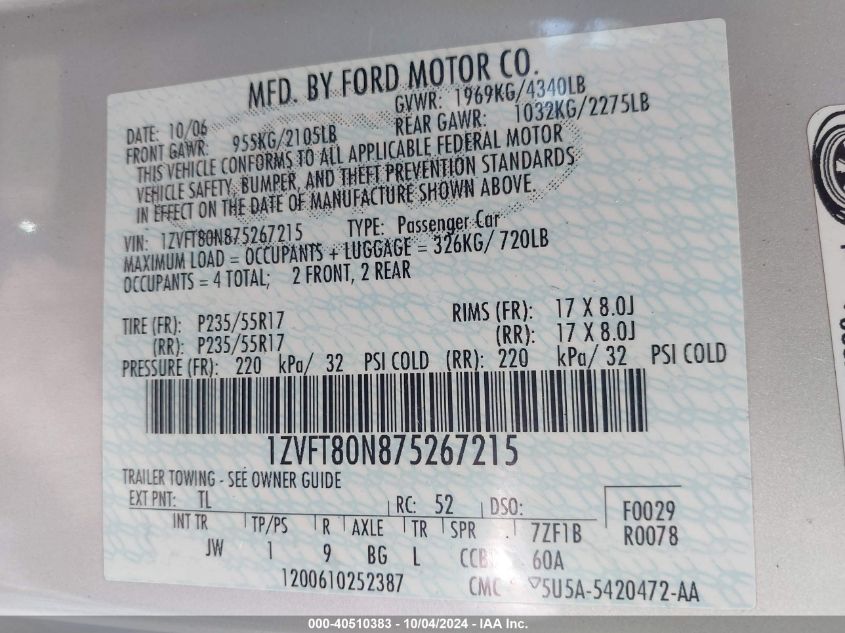 MFD. BY FORD MOTOR CO.
DATE: 10/06 GVWR: 1969KG/4340LB
FRONT GAWR: 955KG/2105LB REAR GAWR: 1032KG/2275LB
THIS VEHICLE CONFORMS TO ALL APPLICABLE FEDERAL MOTOR
VEHICLE SAFETY, BUMPER, AND THEFT PREVENTION STANDARDS
IN EFFECT ON THE DATE OF MANUFACTURE SHOWN ABOVE.
VIN: 1ZVFT80N875267215 TYPE: Passenger Car
MAXIMUM LOAD = OCCUPANTS + LUGGAGE = 326KG/ 720LB
OCCUPANTS = 4 TOTAL; 2 FRONT, 2 REAR
TIRE (FR): P235/55R17 RIMS (FR): 17 X 8.0J
(RR): P235/55R17 (RR): 17 X 8.0J
PRESSURE (FR): 220 kPa/ 32 PSI COLD (RR): 220 kPa/ 32 PSI COLD
1ZVFT80N875267215
TRAILER TOWING - SEE OWNER GUIDE
EXT PNT: TL RC: 52 DSO: F0029
INT TR TP/PS R AXLE TR SPR 7ZF1B R0078
JW 1 9 BG L CCB 60A
1200610252387 CMC 5U5A-5420472-AA
000-40510383 - 10/04/2024 - IAA Inc.